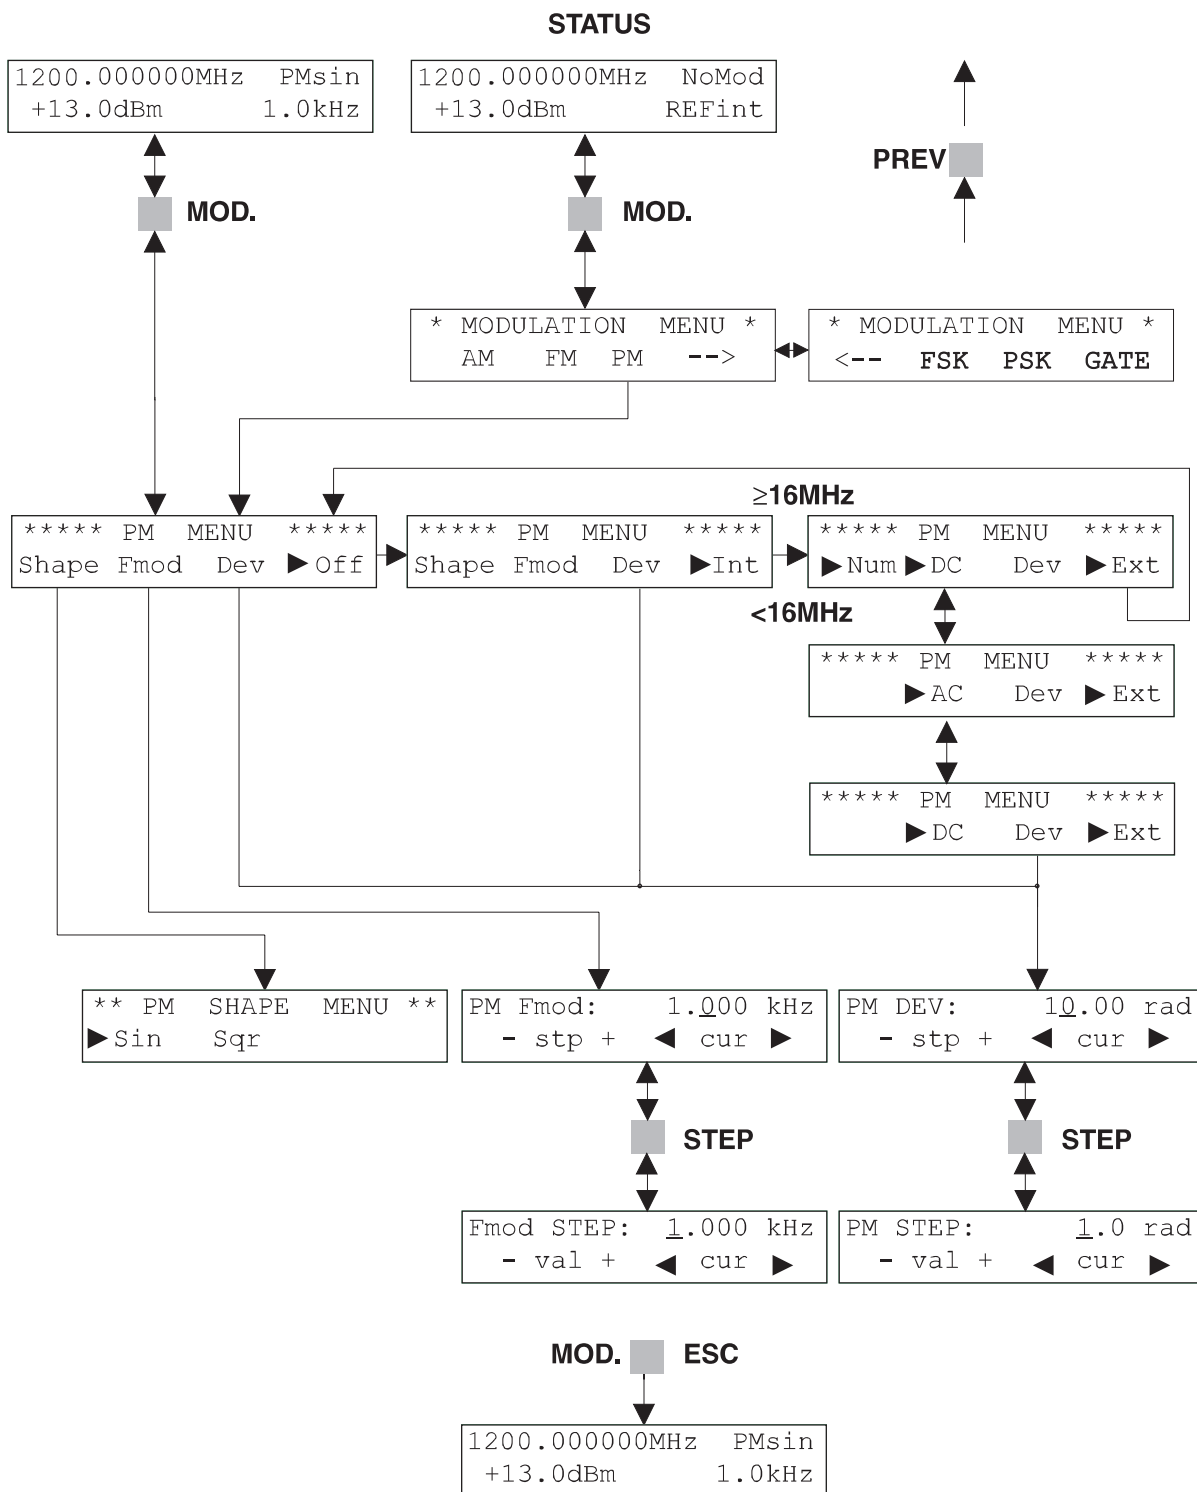 STATUS
1200.000000MHz PMsin
+13.0dBm 1.0kHz
1200.000000MHz NoMod
+13.0dBm REFint
PREV
MOD.
MOD.
* MODULATION MENU *
AM FM PM -->
* MODULATION MENU *
<-- FSK PSK GATE
≥16MHz
***** PM MENU *****
Shape Fmod Dev ▶Off
***** PM MENU *****
Shape Fmod Dev ▶Int
***** PM MENU *****
▶Num ▶DC Dev ▶Ext
<16MHz
***** PM MENU *****
▶AC Dev ▶Ext
***** PM MENU *****
▶DC Dev ▶Ext
** PM SHAPE MENU **
▶Sin Sqr
PM Fmod: 1.000 kHz
- stp + ◀ cur ▶
PM DEV: 10.00 rad
- stp + ◀ cur ▶
STEP
STEP
Fmod STEP: 1.000 kHz
- val + ◀ cur ▶
PM STEP: 1.0 rad
- val + ◀ cur ▶
MOD. ESC
1200.000000MHz PMsin
+13.0dBm 1.0kHz